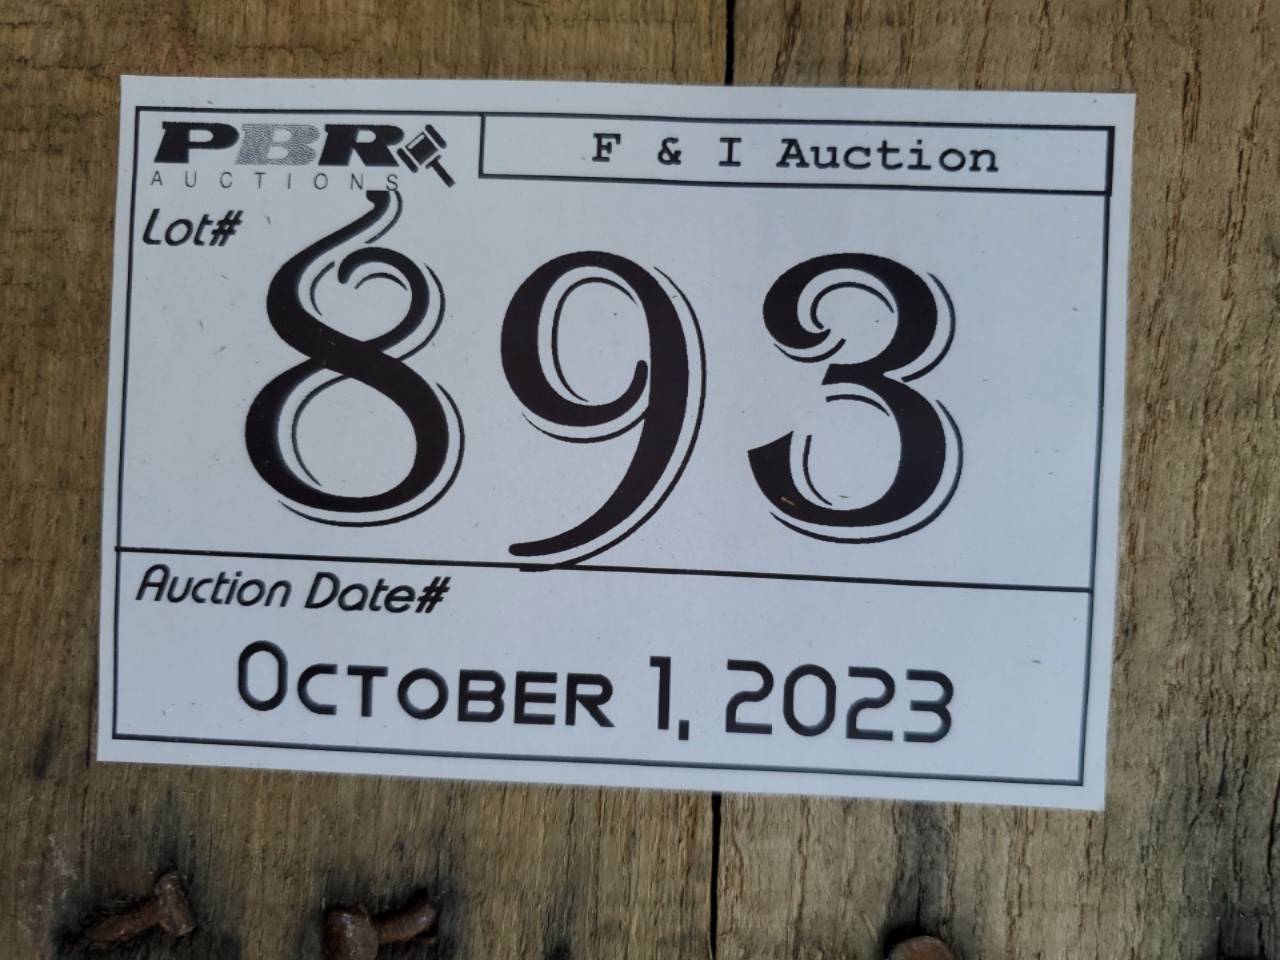 PBR
AUCTIONS
F & I Auction
Lot#
893
Auction Date#
OCTOBER 1, 2023